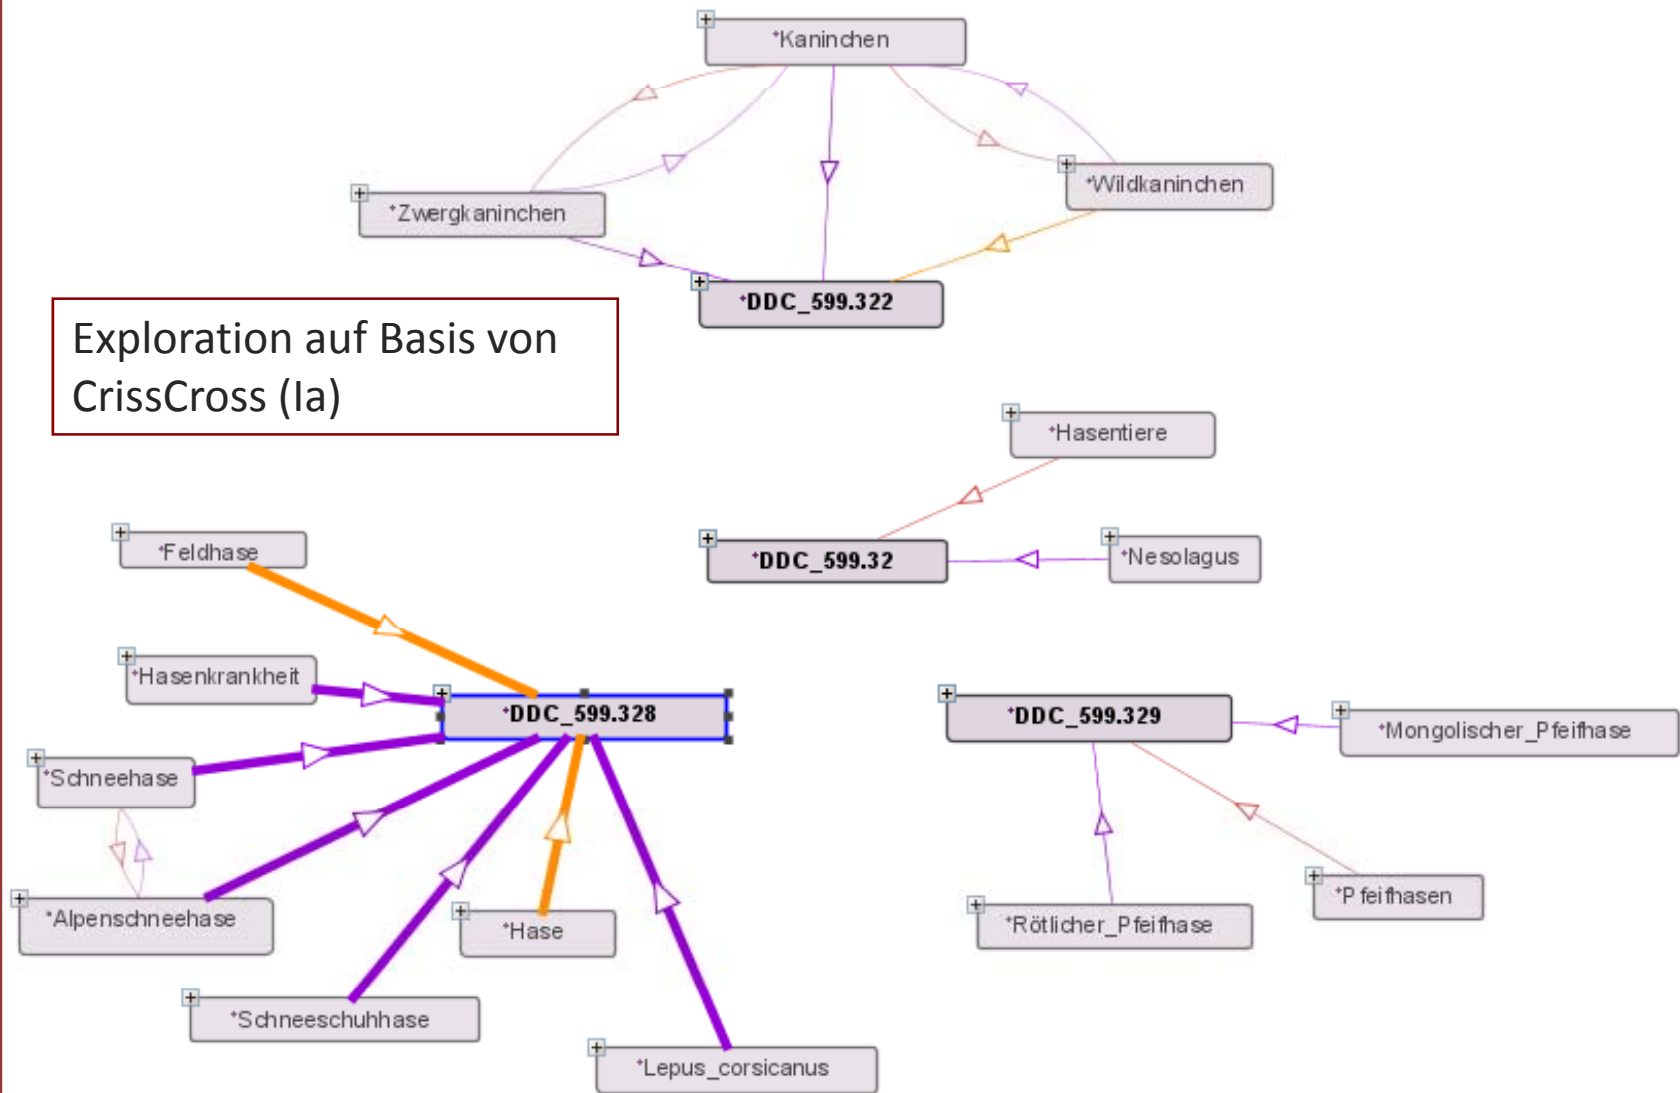 *Kaninchen
*Wildkaninchen
*Zwergkaninchen
*DDC_599.322
Exploration auf Basis von
CrissCross (Ia)
*Hasentiere
*Feldhase
*DDC_599.32
*Nesolagus
*Hasenkrankheit
*DDC_599.328
*DDC_599.329
*Mongolischer_Pfeifhase
*Schneehase
*Pfeifhasen
*Alpenschneehase
*Hase
*Rötlicher_Pfeifhase
*Schneeschuhhase
*Lepus_corsicanus